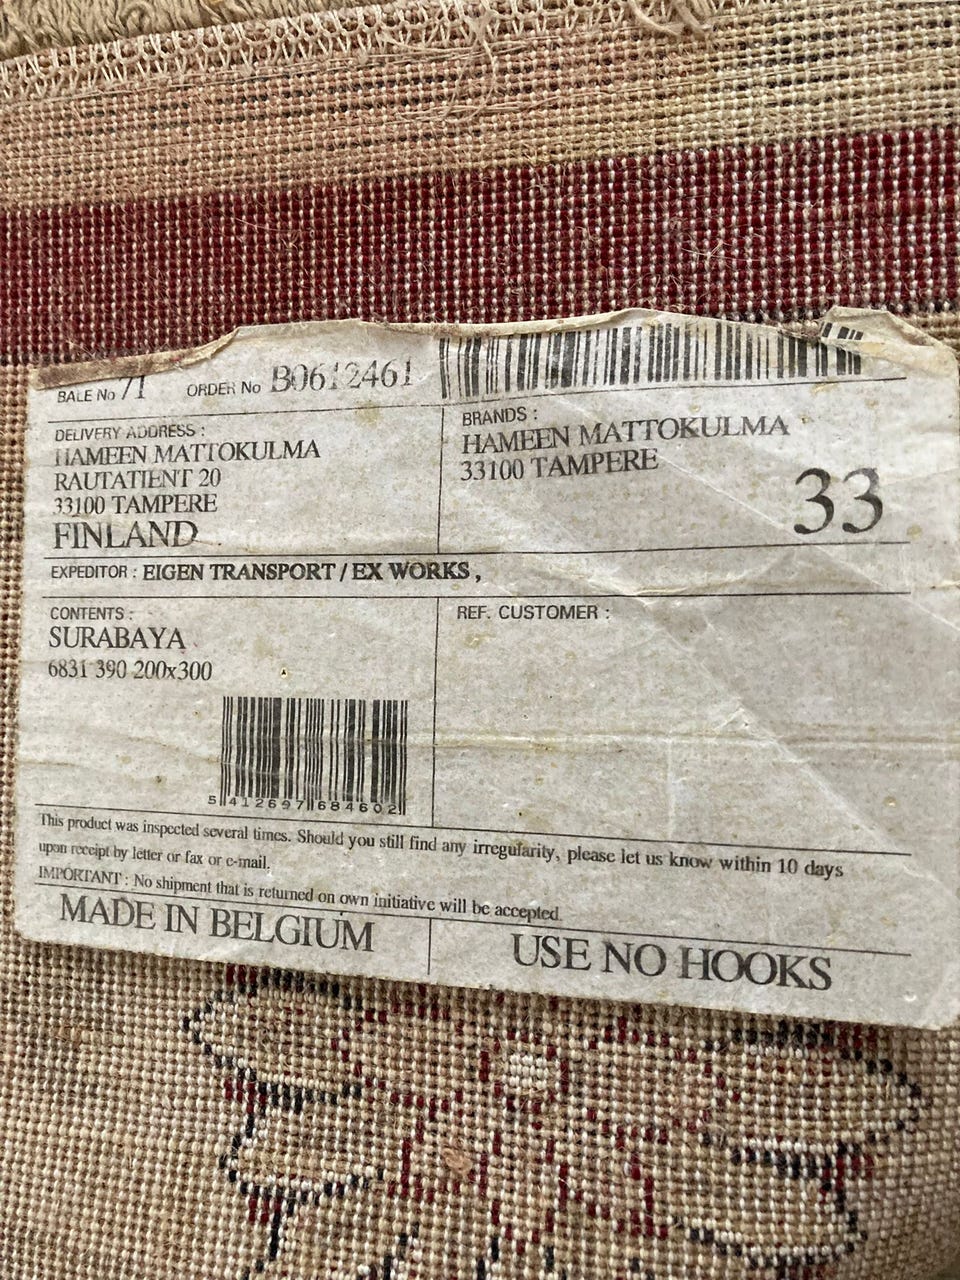 BALE No 71 ORDER No B0612461
DELIVERY ADDRESS :
HAMEEN MATTOKULMA
RAUTATIENT 20
33100 TAMPERE
FINLAND
BRANDS :
HAMEEN MATTOKULMA
33100 TAMPERE
33
EXPEDITOR : EIGEN TRANSPORT / EX WORKS ,
CONTENTS :
SURABAYA
6831 390 200x300
REF. CUSTOMER :
5 412697 684602
This product was inspected several times. Should you still find any irregularity, please let us know within 10 days
upon receipt by letter or fax or e-mail.
IMPORTANT : No shipment that is returned on own initiative will be accepted.
MADE IN BELGIUM
USE NO HOOKS